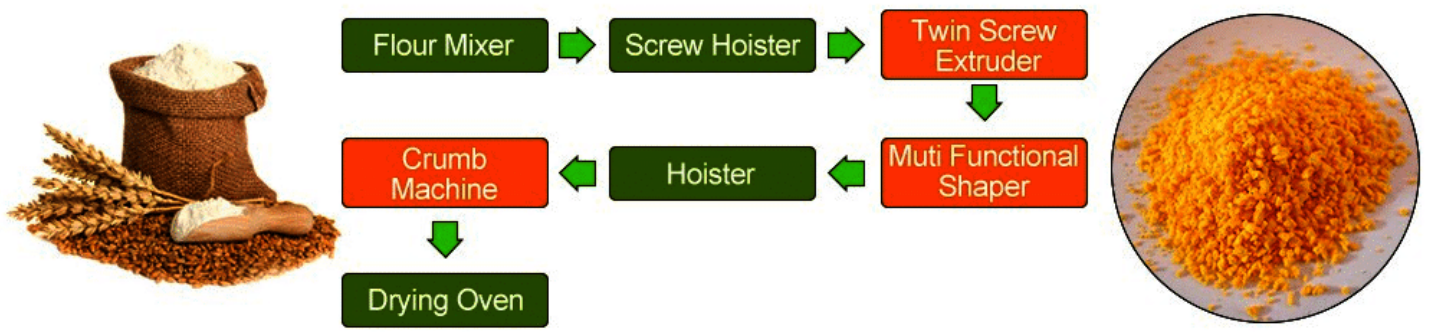 Flour Mixer
Screw Hoister
Twin Screw
Extruder
Muti Functional
Shaper
Hoister
Crumb
Machine
Drying Oven